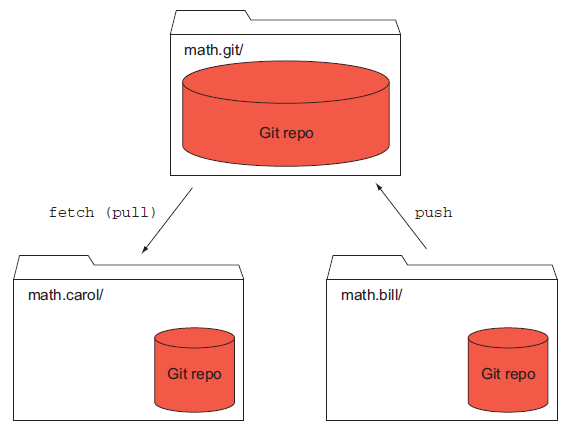 math.git/
Git repo
fetch (pull)
push
math.carol/
math.bill/
Git repo
Git repo